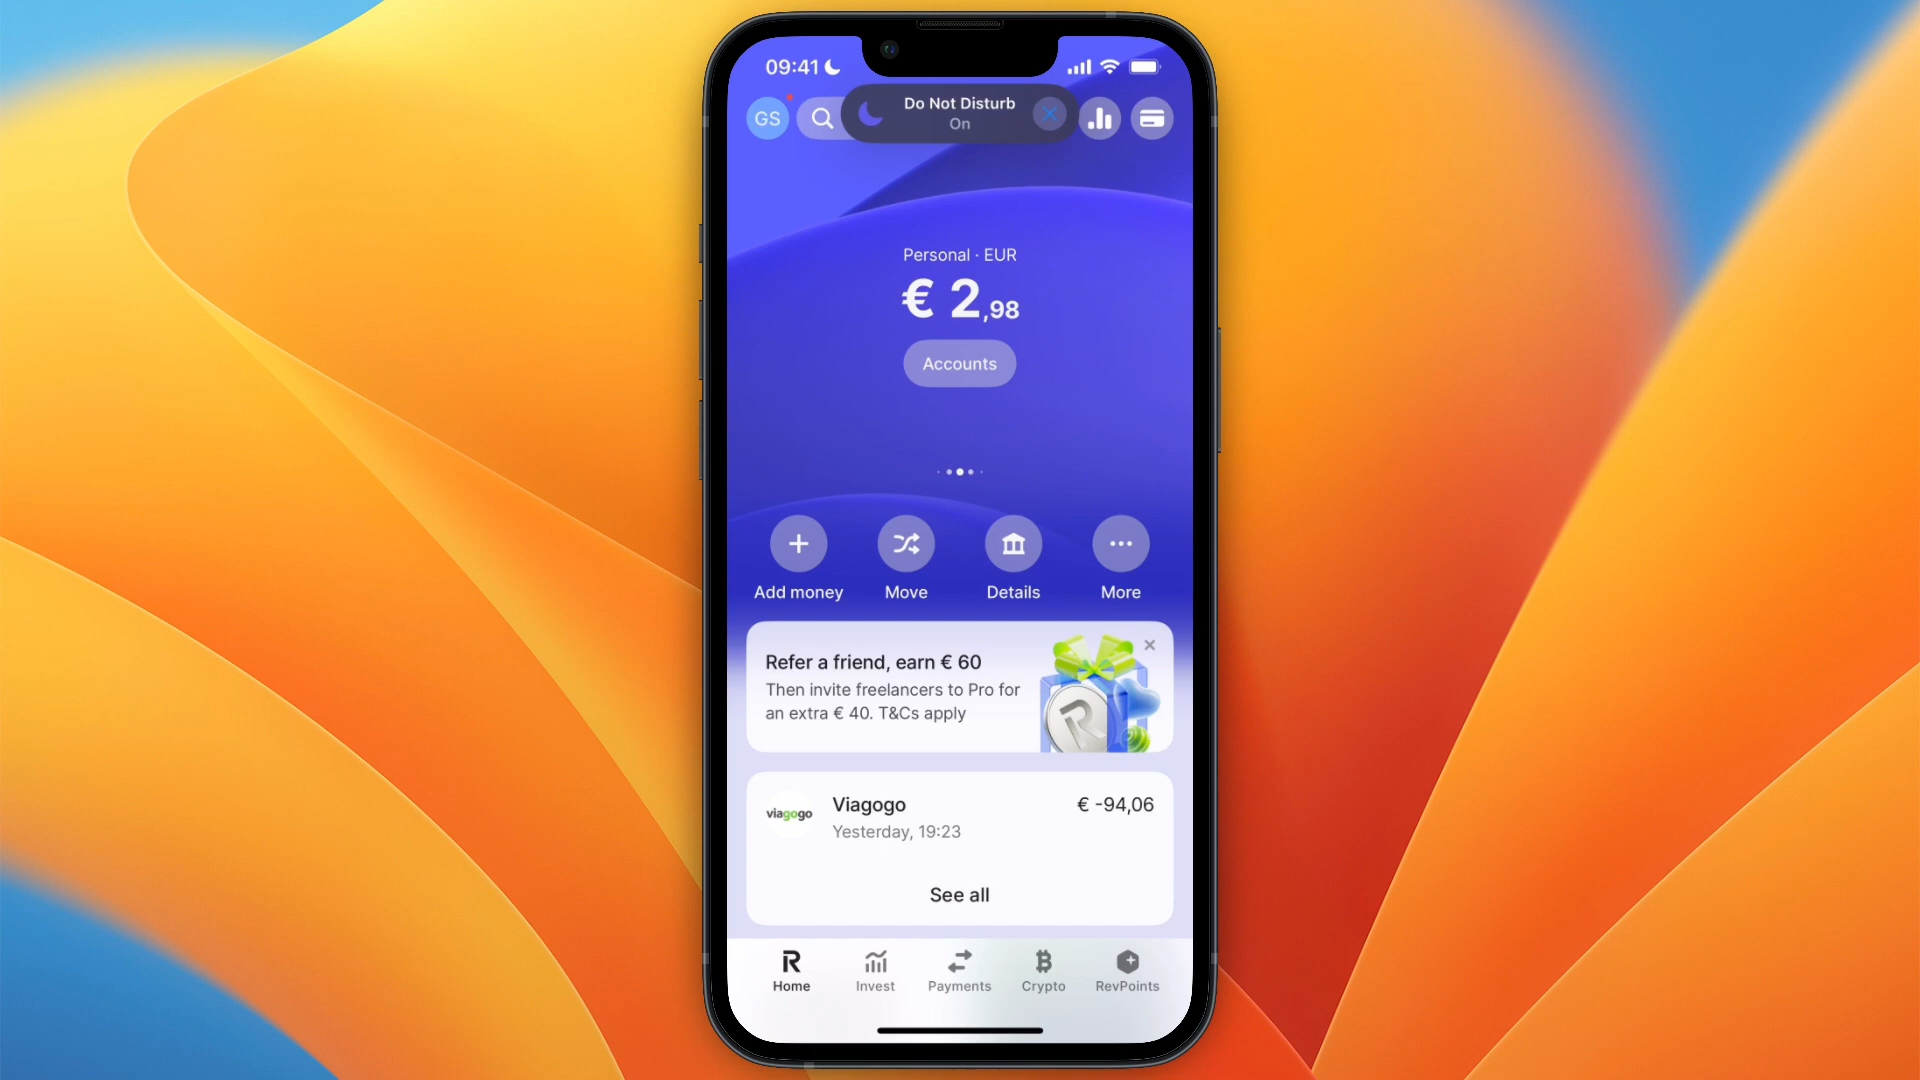 09:41
GS
Do Not Disturb
On
Personal · EUR
€ 2,98
Accounts
Add money
Move
Details
More
Refer a friend, earn € 60
Then invite freelancers to Pro for
an extra € 40. T&Cs apply
R
viagogo
Viagogo
€ -94,06
Yesterday, 19:23
See all
Home
Invest
Payments
Crypto
RevPoints